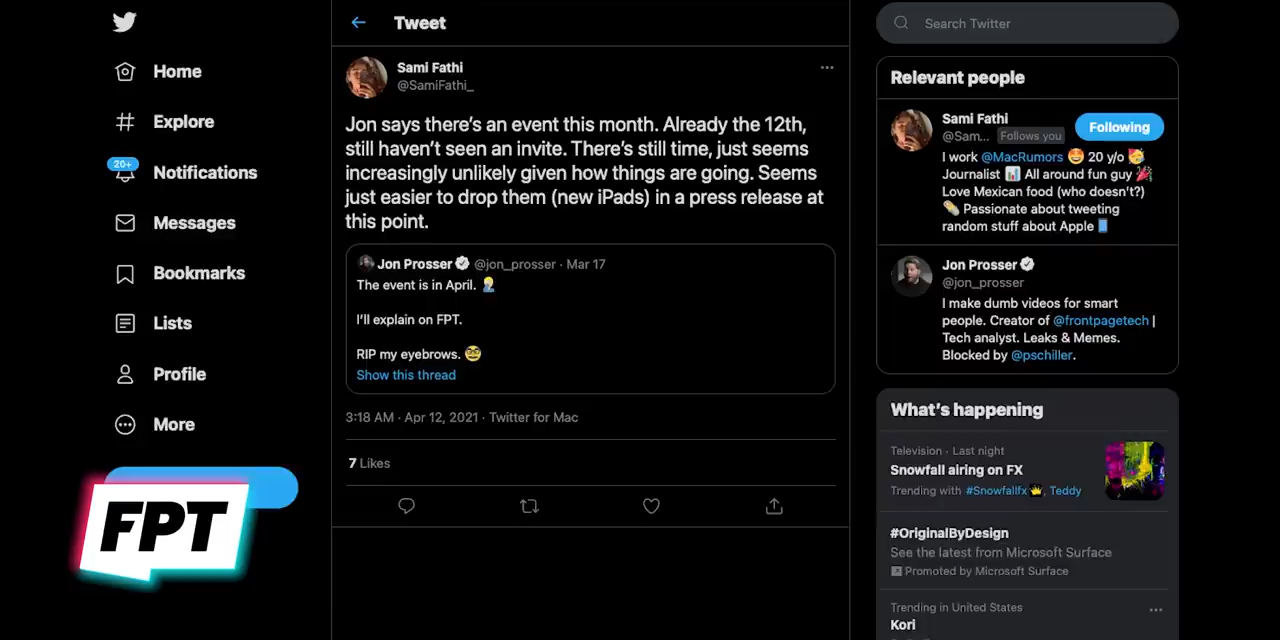 Home
Explore
20+
Notifications
Messages
Bookmarks
Lists
Profile
More
FPT
Tweet
Sami Fathi
@SamiFathi_
Jon says there's an event this month. Already the 12th,
still haven't seen an invite. There's still time, just seems
increasingly unlikely given how things are going. Seems
just easier to drop them (new iPads) in a press release at
this point.
Jon Prosser @jon_prosser · Mar 17
The event is in April. 🤦🏼‍♂️
I'll explain on FPT.
RIP my eyebrows. 🥸
Show this thread
3:18 AM · Apr 12, 2021 · Twitter for Mac
7 Likes
Search Twitter
Relevant people
Sami Fathi
@Sam... Follows you
Following
I work @MacRumors 🤩 20 y/o 🥳
Journalist 📊 All around fun guy 🎉
Love Mexican food (who doesn't?)
🌯 Passionate about tweeting
random stuff about Apple 📱
Jon Prosser
@jon_prosser
I make dumb videos for smart
people. Creator of @frontpagetech |
Tech analyst. Leaks & Memes.
Blocked by @pschiller.
What's happening
Television · Last night
Snowfall airing on FX
Trending with #Snowfallfx👑, Teddy
#OriginalByDesign
See the latest from Microsoft Surface
Promoted by Microsoft Surface
Trending in United States
Kori